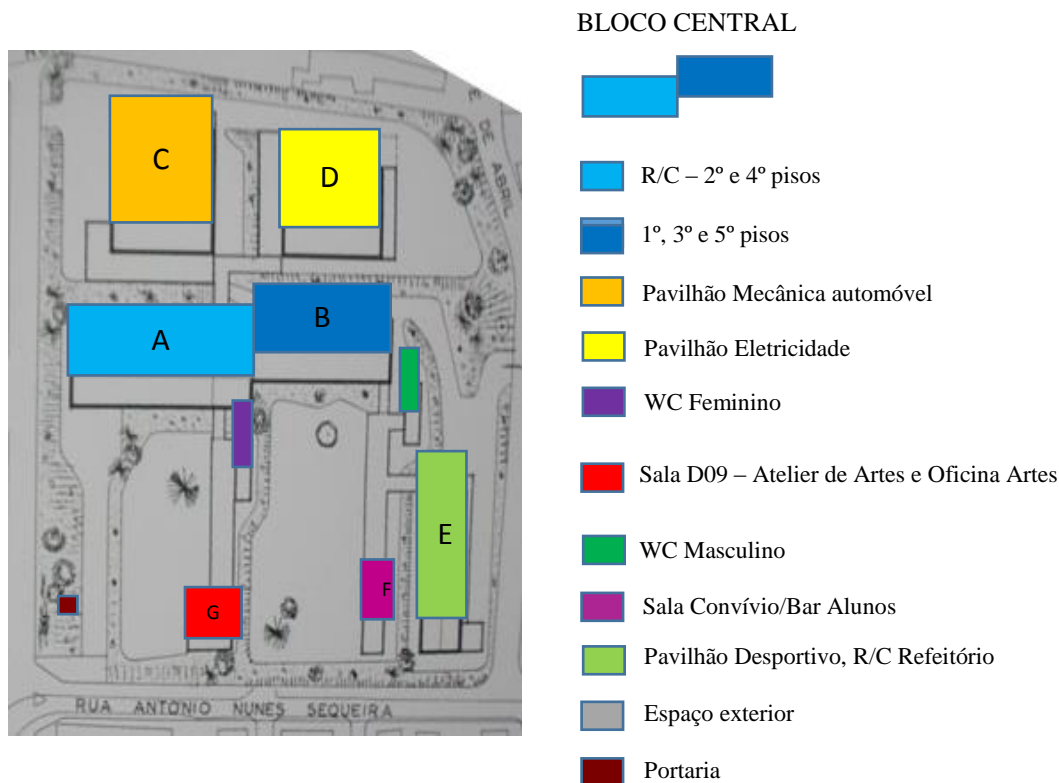 BLOCO CENTRAL
R/C – 2º e 4º pisos
1º, 3º e 5º pisos
Pavilhão Mecânica automóvel
Pavilhão Eletricidade
WC Feminino
Sala D09 – Atelier de Artes e Oficina Artes
WC Masculino
Sala Convívio/Bar Alunos
Pavilhão Desportivo, R/C Refeitório
Espaço exterior
Portaria
C
D
DE ABRIL
A
B
E
F
G
RUA ANTONIO NUNES SEQUEIRA